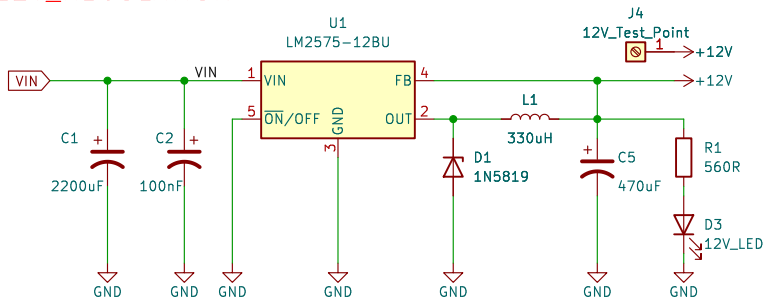 J4
12V_Test_Point
1
+12V
U1
LM2575-12BU
VIN
VIN
1
VIN
FB
4
+12V
5
ON/OFF
GND
OUT
2
3
L1
330uH
C1
+
2200uF
C2
+
100nF
D1
1N5819
+
C5
470uF
R1
560R
D3
12V_LED
GND
GND
GND
GND
GND
GND
GND